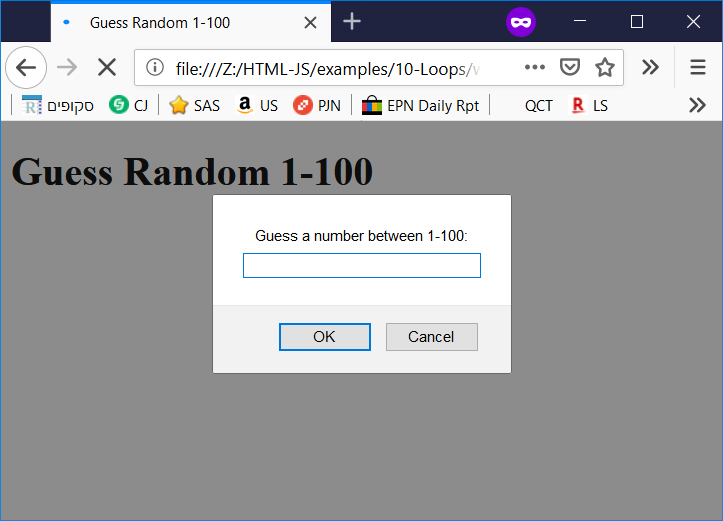 Guess Random 1-100
file:///Z:/HTML-JS/examples/10-Loops/w
סקופים CJ SAS US PJN EPN Daily Rpt QCT LS
Guess Random 1-100
Guess a number between 1-100:
OK Cancel